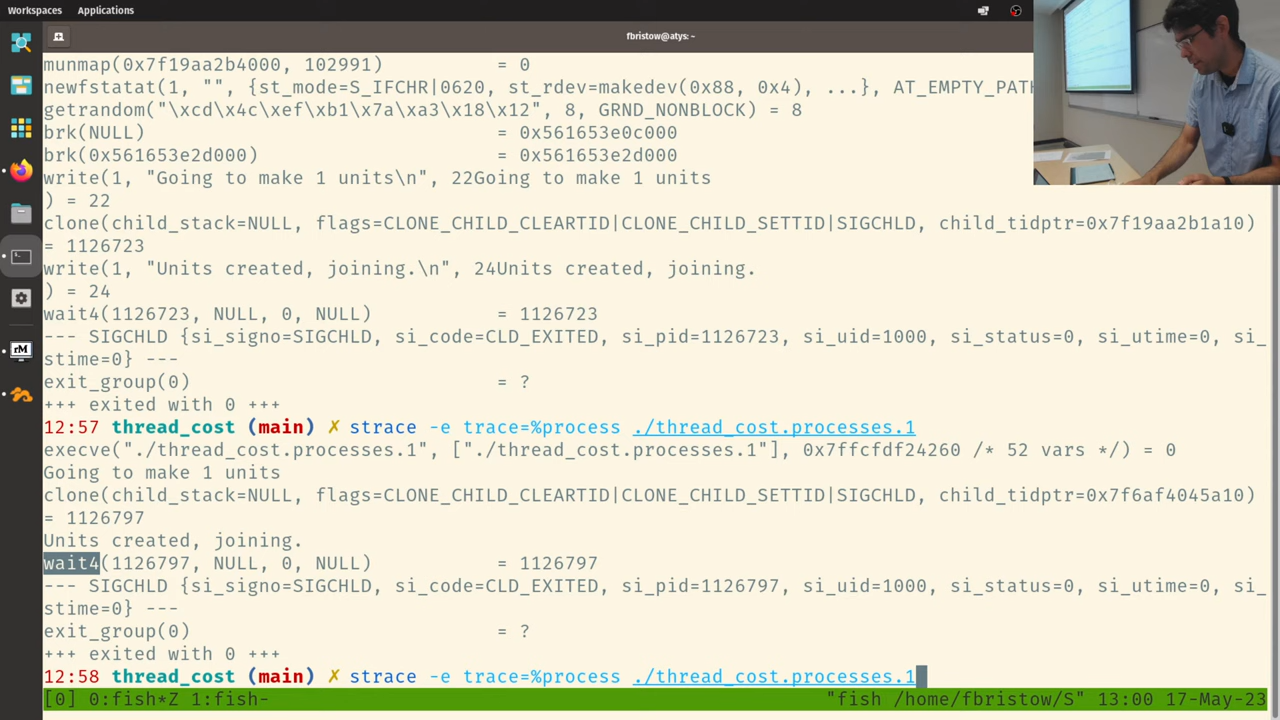 Workspaces Applications
fbristow@atys: ~
munmap(0x7f19aa2b4000, 102991) = 0
newfstatat(1, "", {st_mode=S_IFCHR|0620, st_rdev=makedev(0x88, 0x4), ...}, AT_EMPTY_PATH
getrandom("\xcd\x4c\xef\xb1\x7a\xa3\x18\x12", 8, GRND_NONBLOCK) = 8
brk(NULL) = 0x561653e0c000
brk(0x561653e2d000) = 0x561653e2d000
write(1, "Going to make 1 units\n", 22Going to make 1 units
) = 22
clone(child_stack=NULL, flags=CLONE_CHILD_CLEARTID|CLONE_CHILD_SETTID|SIGCHLD, child_tidptr=0x7f19aa2b1a10)
= 1126723
write(1, "Units created, joining.\n", 24Units created, joining.
) = 24
wait4(1126723, NULL, 0, NULL) = 1126723
--- SIGCHLD {si_signo=SIGCHLD, si_code=CLD_EXITED, si_pid=1126723, si_uid=1000, si_status=0, si_utime=0, si_
stime=0} ---
exit_group(0) = ?
+++ exited with 0 +++
12:57 thread_cost (main) ✗ strace -e trace=%process ./thread_cost.processes.1
execve("./thread_cost.processes.1", ["./thread_cost.processes.1"], 0x7ffcfdf24260 /* 52 vars */) = 0
Going to make 1 units
clone(child_stack=NULL, flags=CLONE_CHILD_CLEARTID|CLONE_CHILD_SETTID|SIGCHLD, child_tidptr=0x7f6af4045a10)
= 1126797
Units created, joining.
wait4(1126797, NULL, 0, NULL) = 1126797
--- SIGCHLD {si_signo=SIGCHLD, si_code=CLD_EXITED, si_pid=1126797, si_uid=1000, si_status=0, si_utime=0, si_
stime=0} ---
exit_group(0) = ?
+++ exited with 0 +++
12:58 thread_cost (main) ✗ strace -e trace=%process ./thread_cost.processes.1
[0] 0:fish*Z 1:fish- "fish /home/fbristow/S" 13:00 17-May-23